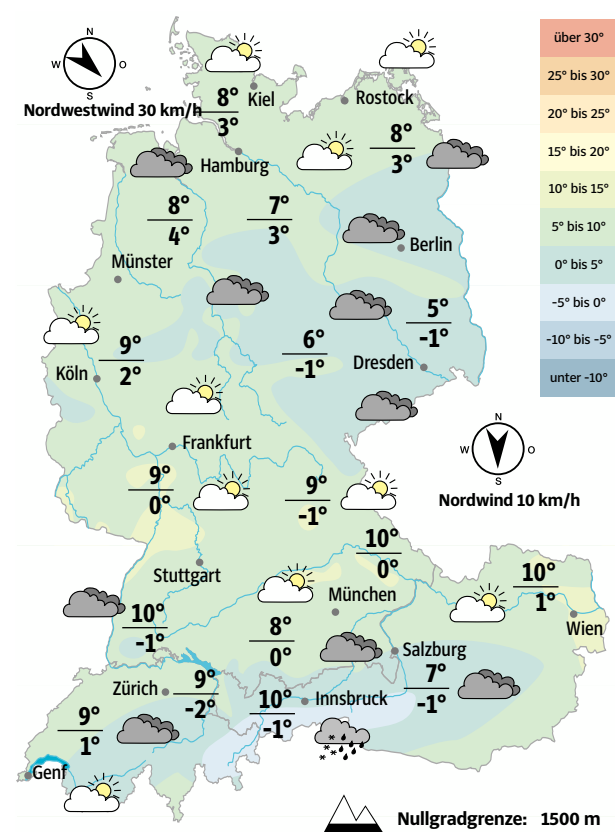 N
W O
S
Nordwestwind 30 km/h
8°
3°
Kiel
Rostock
8°
3°
Hamburg
8°
4°
7°
3°
Berlin
Münster
5°
-1°
6°
-1°
Dresden
9°
2°
Köln
Frankfurt
9°
0°
9°
-1°
10°
0°
Stuttgart
München
10°
-1°
8°
0°
10°
1°
Wien
Salzburg
7°
-1°
Zürich
9°
-2°
10°
-1°
Innsbruck
9°
1°
Genf
über 30°
25° bis 30°
20° bis 25°
15° bis 20°
10° bis 15°
5° bis 10°
0° bis 5°
-5° bis 0°
-10° bis -5°
unter -10°
N
W O
S
Nordwind 10 km/h
Nullgradgrenze: 1500 m